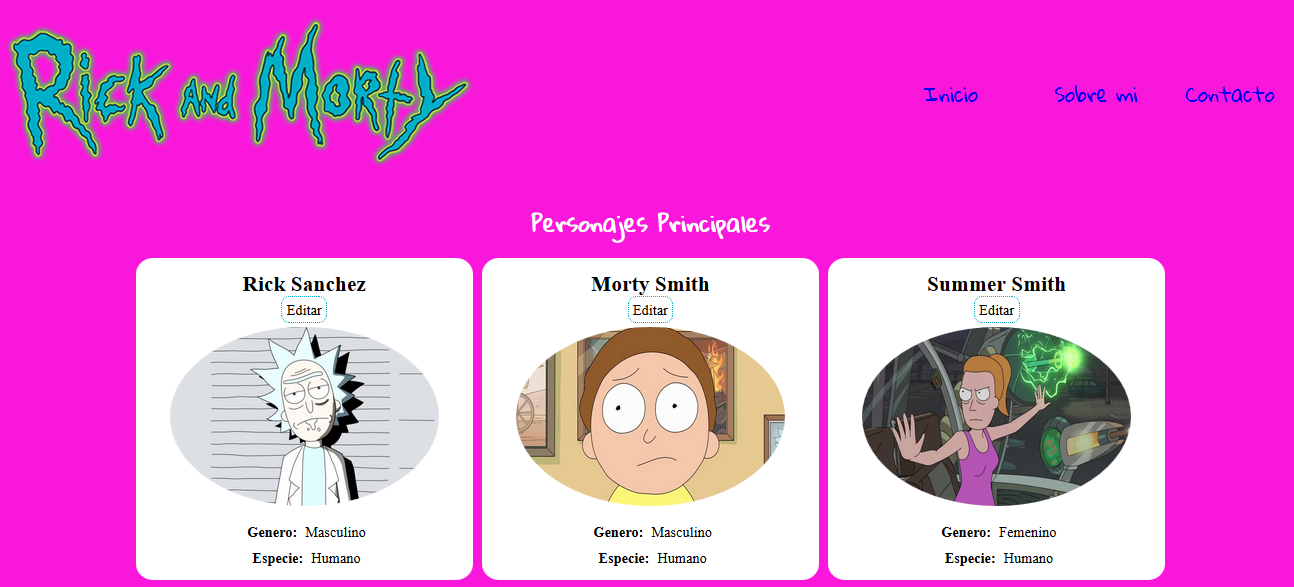 Rick and Morty
Inicio Sobre mi Contacto
Personajes Principales
Rick Sanchez
Editar
Genero: Masculino
Especie: Humano
Morty Smith
Editar
Genero: Masculino
Especie: Humano
Summer Smith
Editar
Genero: Femenino
Especie: Humano